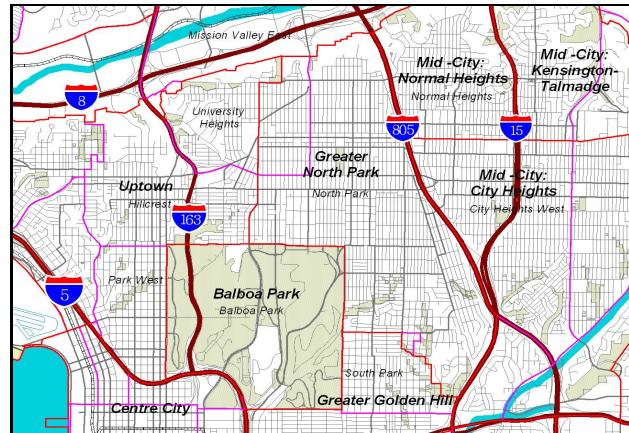 Mission Valley East
Mid -City:
Normal Heights
Normal Heights
Mid -City:
Kensington-
Talmadge
8
University
Heights
805
15
Greater
North Park
North Park
Mid -City:
City Heights
City Heights West
Uptown
Hillcrest
163
Park West
5
Balboa Park
Balboa Park
South Park
Greater Golden Hill
Centre City